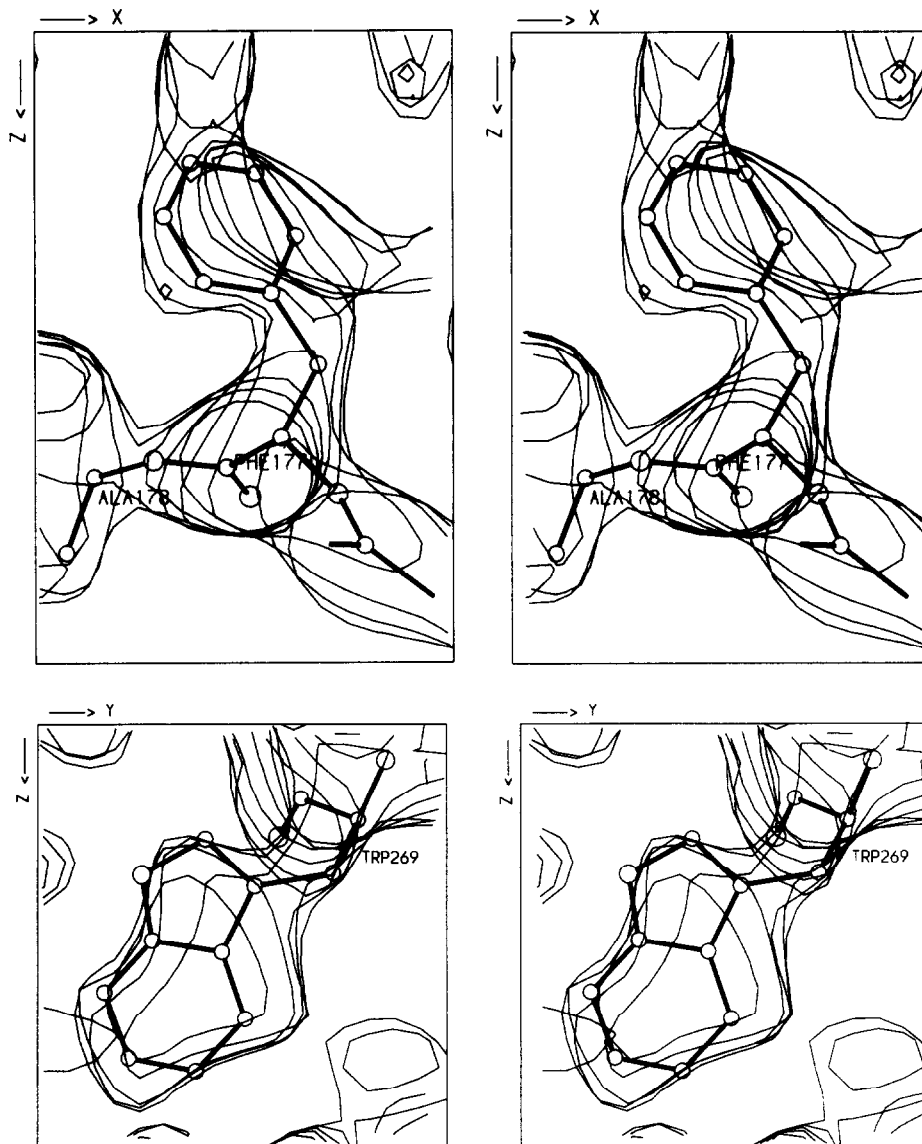 > X
> X
Z <
Z <
PHE177
ALA178
PHE177
ALA178
> Y
> Y
Z <
Z <
TRP269
TRP269